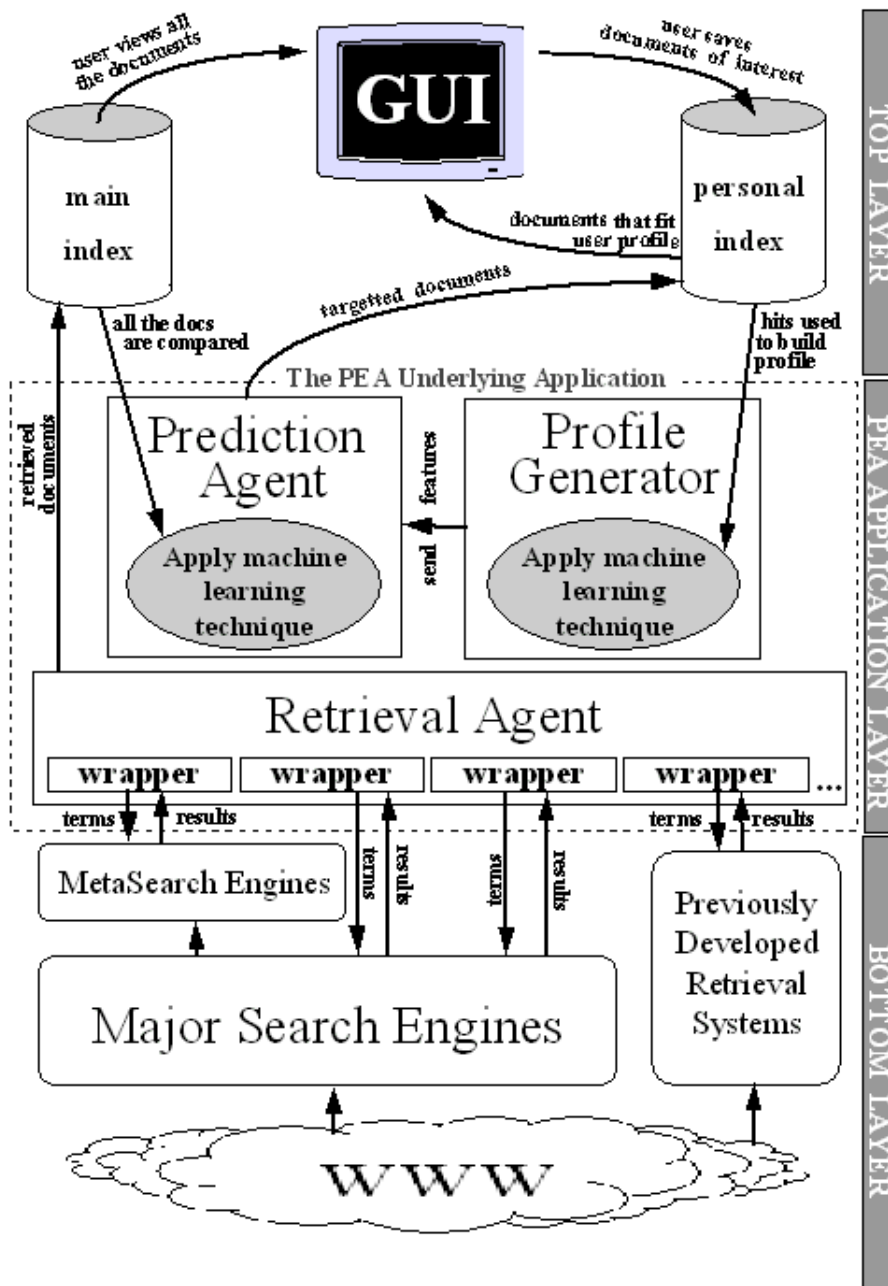 user views all
the documents
GUI
user saves
documents of interest
TOP LAYER
main
index
personal
index
documents that fit
user profile
targetted documents
all the docs
are compared
hits used
to build
profile
The PEA Underlying Application
retrieved
documents
Prediction
Agent
send features
Profile
Generator
Apply machine
learning
technique
Apply machine
learning
technique
PEA APPLICATION LAYER
Retrieval Agent
wrapper
wrapper
wrapper
wrapper
...
terms
results
terms
results
terms
results
terms
results
MetaSearch Engines
Previously
Developed
Retrieval
Systems
Major Search Engines
BOTTOM LAYER
WWW